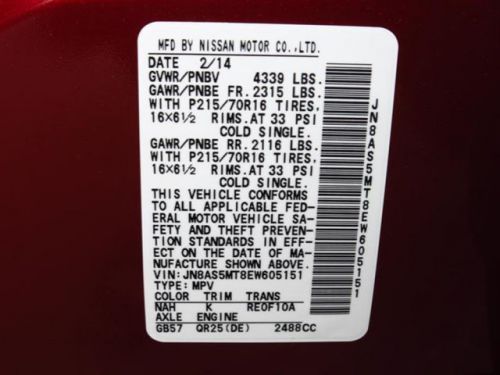 MFD BY NISSAN MOTOR CO.,LTD.
DATE 2/14
GVWR/PNBV 4339 LBS.
GAWR/PNBE FR. 2315 LBS.
WITH P215/70R16 TIRES,
16×6½ RIMS.AT 33 PSI
COLD SINGLE.
GAWR/PNBE RR. 2116 LBS.
WITH P215/70R16 TIRES,
16×6½ RIMS.AT 33 PSI
COLD SINGLE.
THIS VEHICLE CONFORMS
TO ALL APPLICABLE FED-
ERAL MOTOR VEHICLE SA-
FETY AND THEFT PREVEN-
TION STANDARDS IN EFF-
ECT ON THE DATE OF MA-
NUFACTURE SHOWN ABOVE.
VIN:JN8AS5MT8EW605151
TYPE:MPV
COLOR TRIM TRANS
NAH K RE0F10A
AXLE ENGINE
GB57 QR25(DE) 2488CC
JN8AS5MT8EW605151